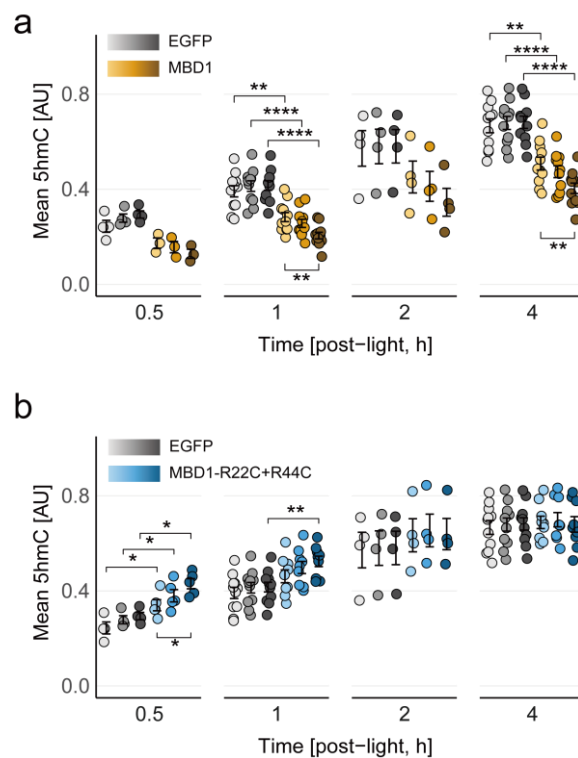 a
EGFP
MBD1
** 
****
****
**
****
****
**
**
Mean 5hmC [AU]
0.8
0.4
0.0
0.5 1 2 4
Time [post-light, h]
b
EGFP
MBD1-R22C+R44C
*
*
*
*
**
Mean 5hmC [AU]
0.8
0.4
0.0
0.5 1 2 4
Time [post-light, h]